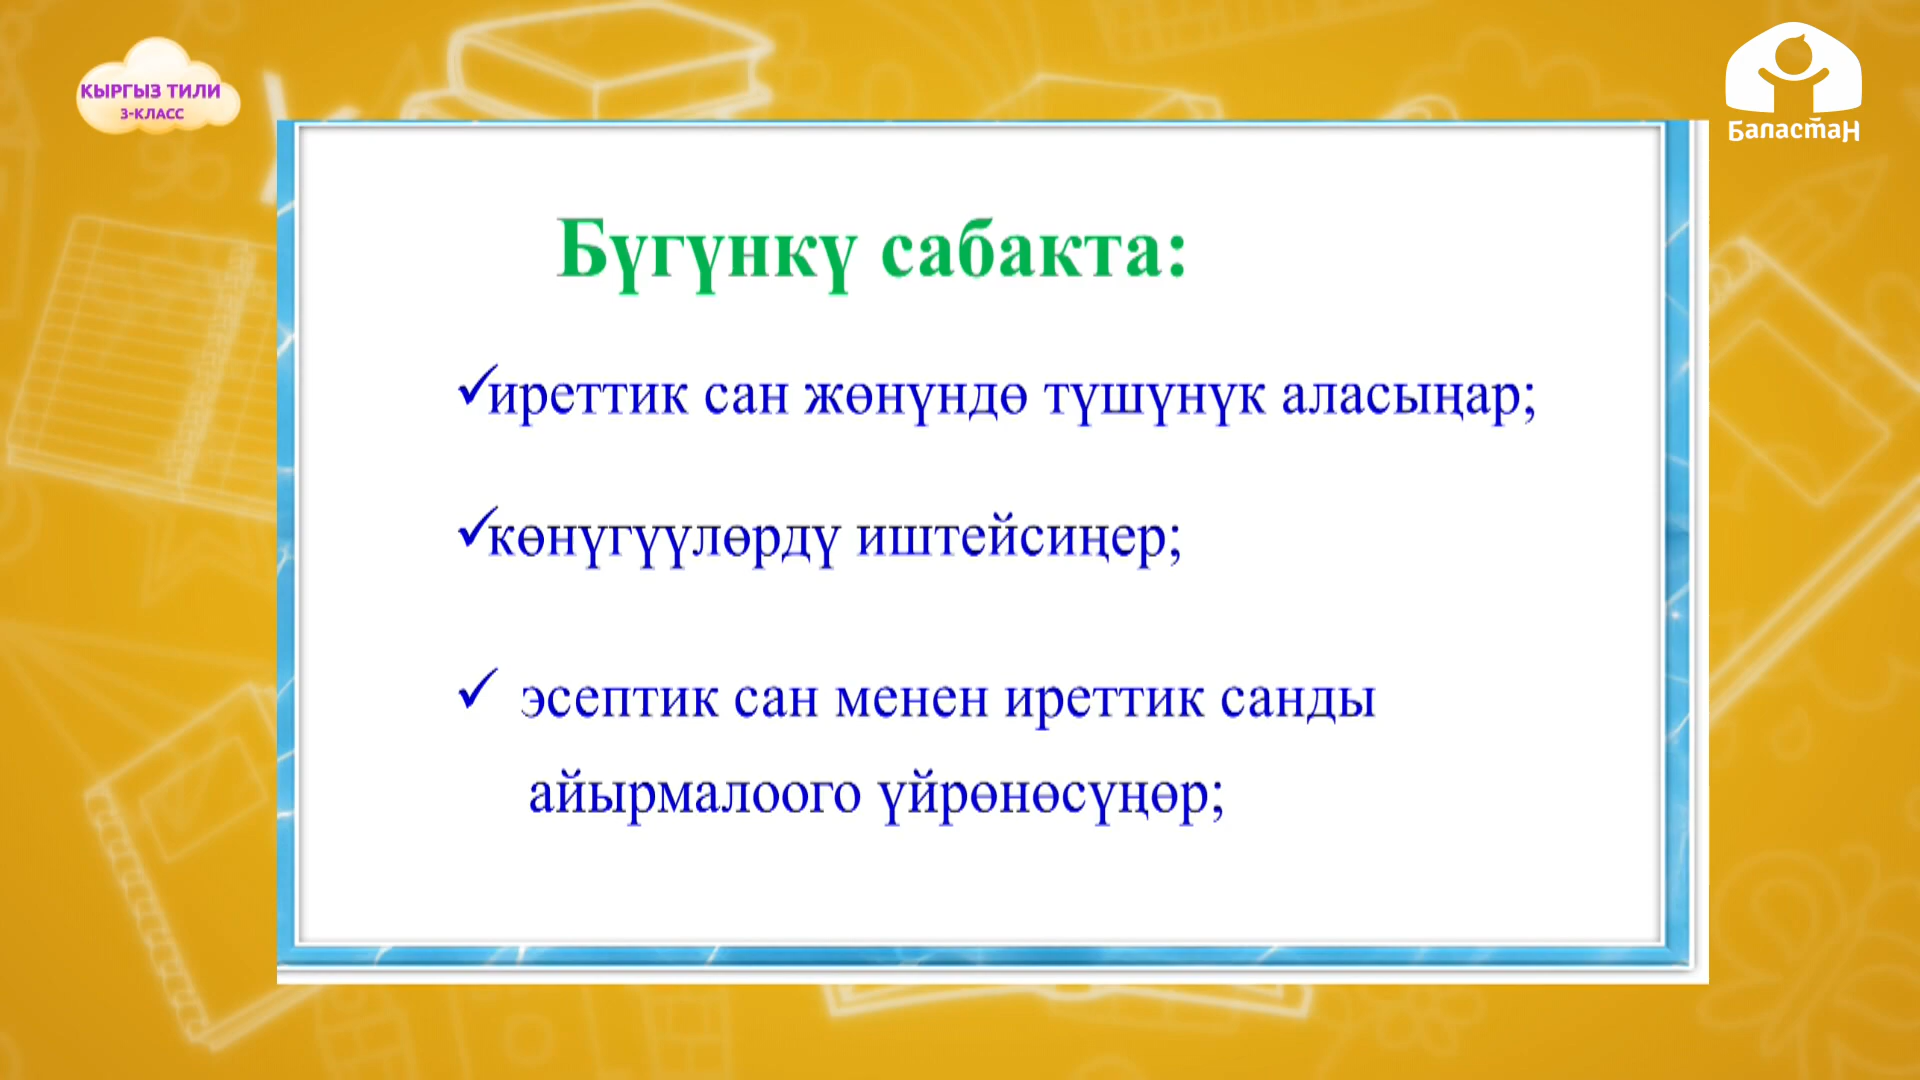 КЫРГЫЗ ТИЛИ
3-КЛАСС
Баластан
Бүгүнкү сабакта:
✓иреттик сан жөнүндө түшүнүк аласыңар;
✓көнүгүүлөрдү иштейсиңер;
✓ эсептик сан менен иреттик санды
айырмалоого үйрөнөсүңөр;